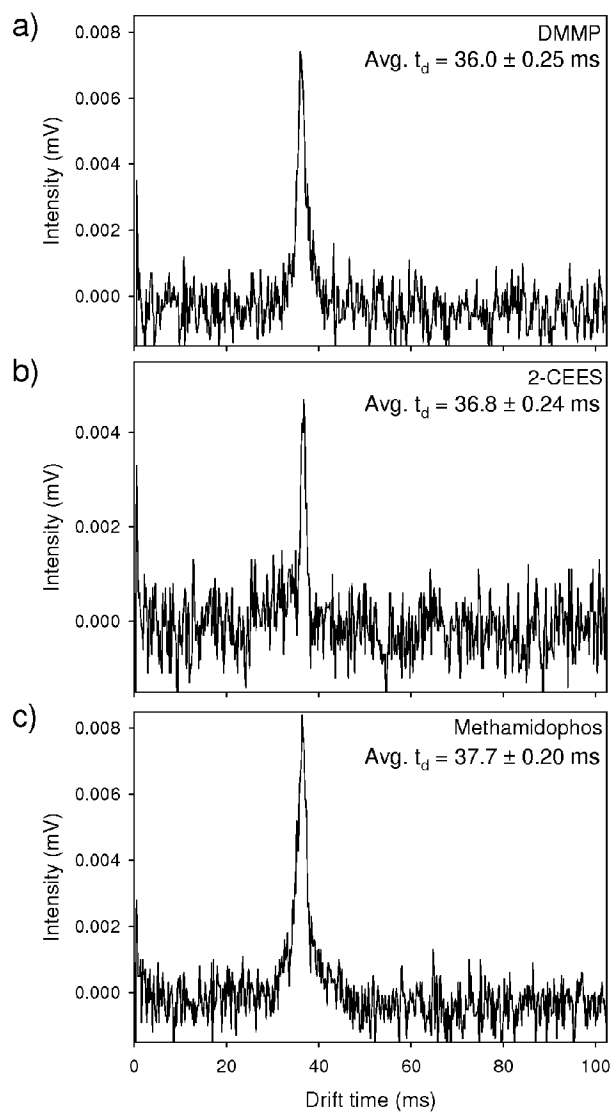 a)
DMMP
Avg. td = 36.0 ± 0.25 ms
0.008
0.006
0.004
0.002
0.000
Intensity (mV)
b)
2-CEES
Avg. td = 36.8 ± 0.24 ms
0.004
0.002
0.000
Intensity (mV)
c)
Methamidophos
Avg. td = 37.7 ± 0.20 ms
0.008
0.006
0.004
0.002
0.000
Intensity (mV)
0 20 40 60 80 100
Drift time (ms)